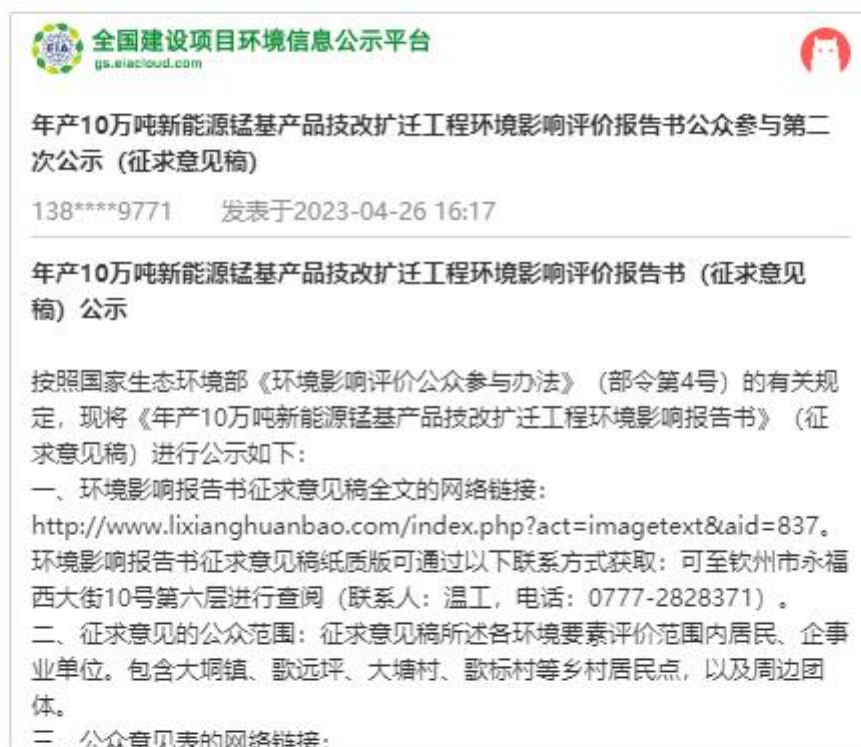 全国建设项目环境信息公示平台
gs.eiacloud.com
年产10万吨新能源锰基产品技改扩迁工程环境影响评价报告书公众参与第二
次公示（征求意见稿）
138****9771 发表于2023-04-26 16:17
年产10万吨新能源锰基产品技改扩迁工程环境影响评价报告书（征求意见
稿）公示
按照国家生态环境部《环境影响评价公众参与办法》（部令第4号）的有关规
定，现将《年产10万吨新能源锰基产品技改扩迁工程环境影响报告书》（征
求意见稿）进行公示如下：
一、环境影响报告书征求意见稿全文的网络链接：
http://www.lixianghuanbao.com/index.php?act=imagetext&aid=837。
环境影响报告书征求意见稿纸质版可通过以下联系方式获取：可至钦州市永福
西大街10号第六层进行查阅（联系人：温工，电话：0777-2828371）。
二、征求意见的公众范围：征求意见稿所述各环境要素评价范围内居民、企事
业单位。包含大垌镇、歌远坪、大塘村、歌标村等乡村居民点，以及周边团
体。
三、公众意见表的网络链接：